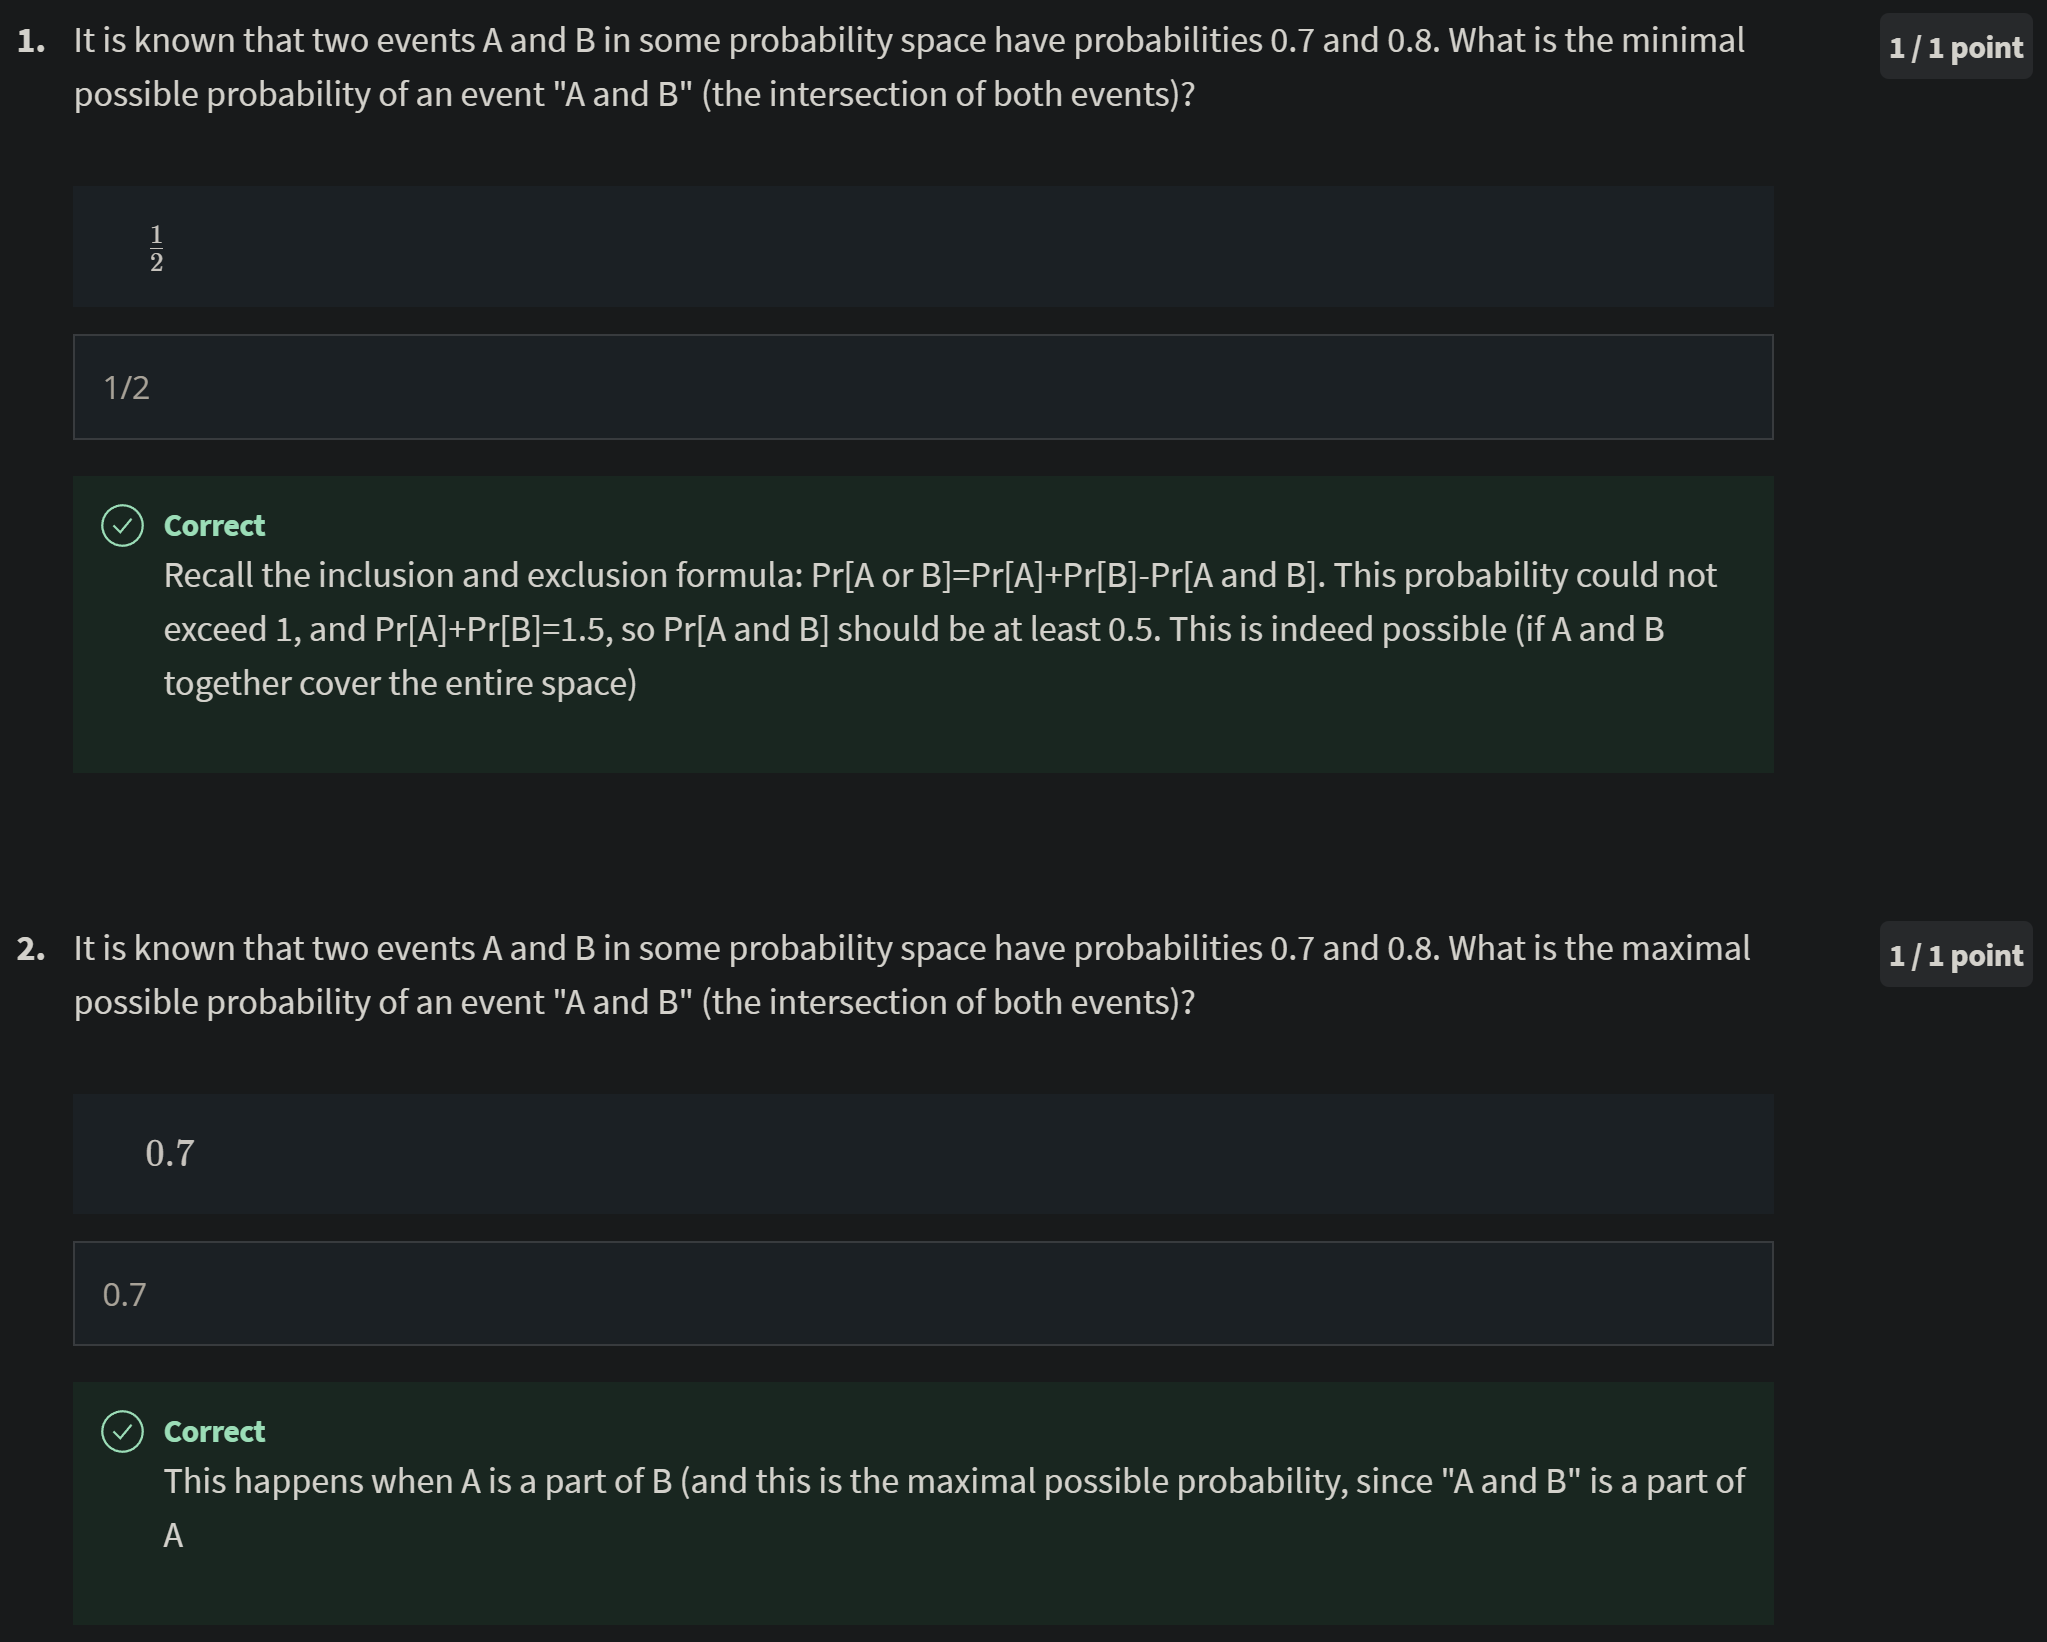 1. It is known that two events A and B in some probability space have probabilities 0.7 and 0.8. What is the minimal
1 / 1 point
possible probability of an event "A and B" (the intersection of both events)?
1/2
1/2
Correct
Recall the inclusion and exclusion formula: Pr[A or B]=Pr[A]+Pr[B]-Pr[A and B]. This probability could not
exceed 1, and Pr[A]+Pr[B]=1.5, so Pr[A and B] should be at least 0.5. This is indeed possible (if A and B
together cover the entire space)
2. It is known that two events A and B in some probability space have probabilities 0.7 and 0.8. What is the maximal
1 / 1 point
possible probability of an event "A and B" (the intersection of both events)?
0.7
0.7
Correct
This happens when A is a part of B (and this is the maximal possible probability, since "A and B" is a part of
A